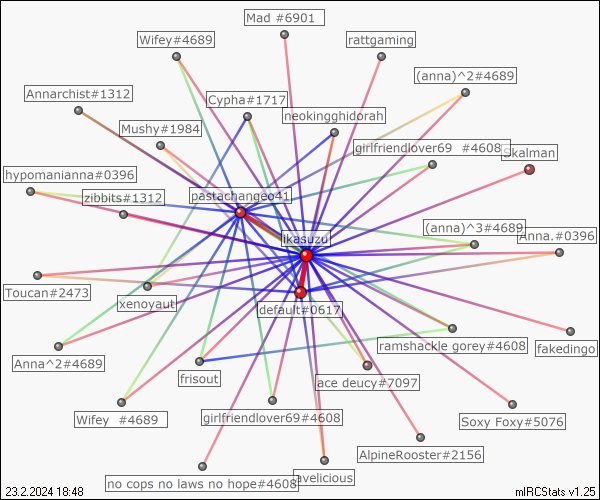 Mad #6901
Wifey#4689
rattgaming
(anna)^2#4689
Annarchist#1312
Cypha#1717
neokingghidorah
Mushy#1984
girlfriendlover69 #4608
Skalman
hypomanianna#0396
zibbits#1312
pastachangeo41
ikasuzu
(anna)^3#4689
Anna.#0396
Toucan#2473
xenoyaut
default#0617
ramshackle gorey#4608
fakedingo
Anna^2#4689
frisout
ace deucy#7097
Wifey #4689
girlfriendlover69#4608
Soxy Foxy#5076
AlpineRooster#2156
no cops no laws no hope#4608
avelicious
23.2.2024 18:48
mIRCStats v1.25